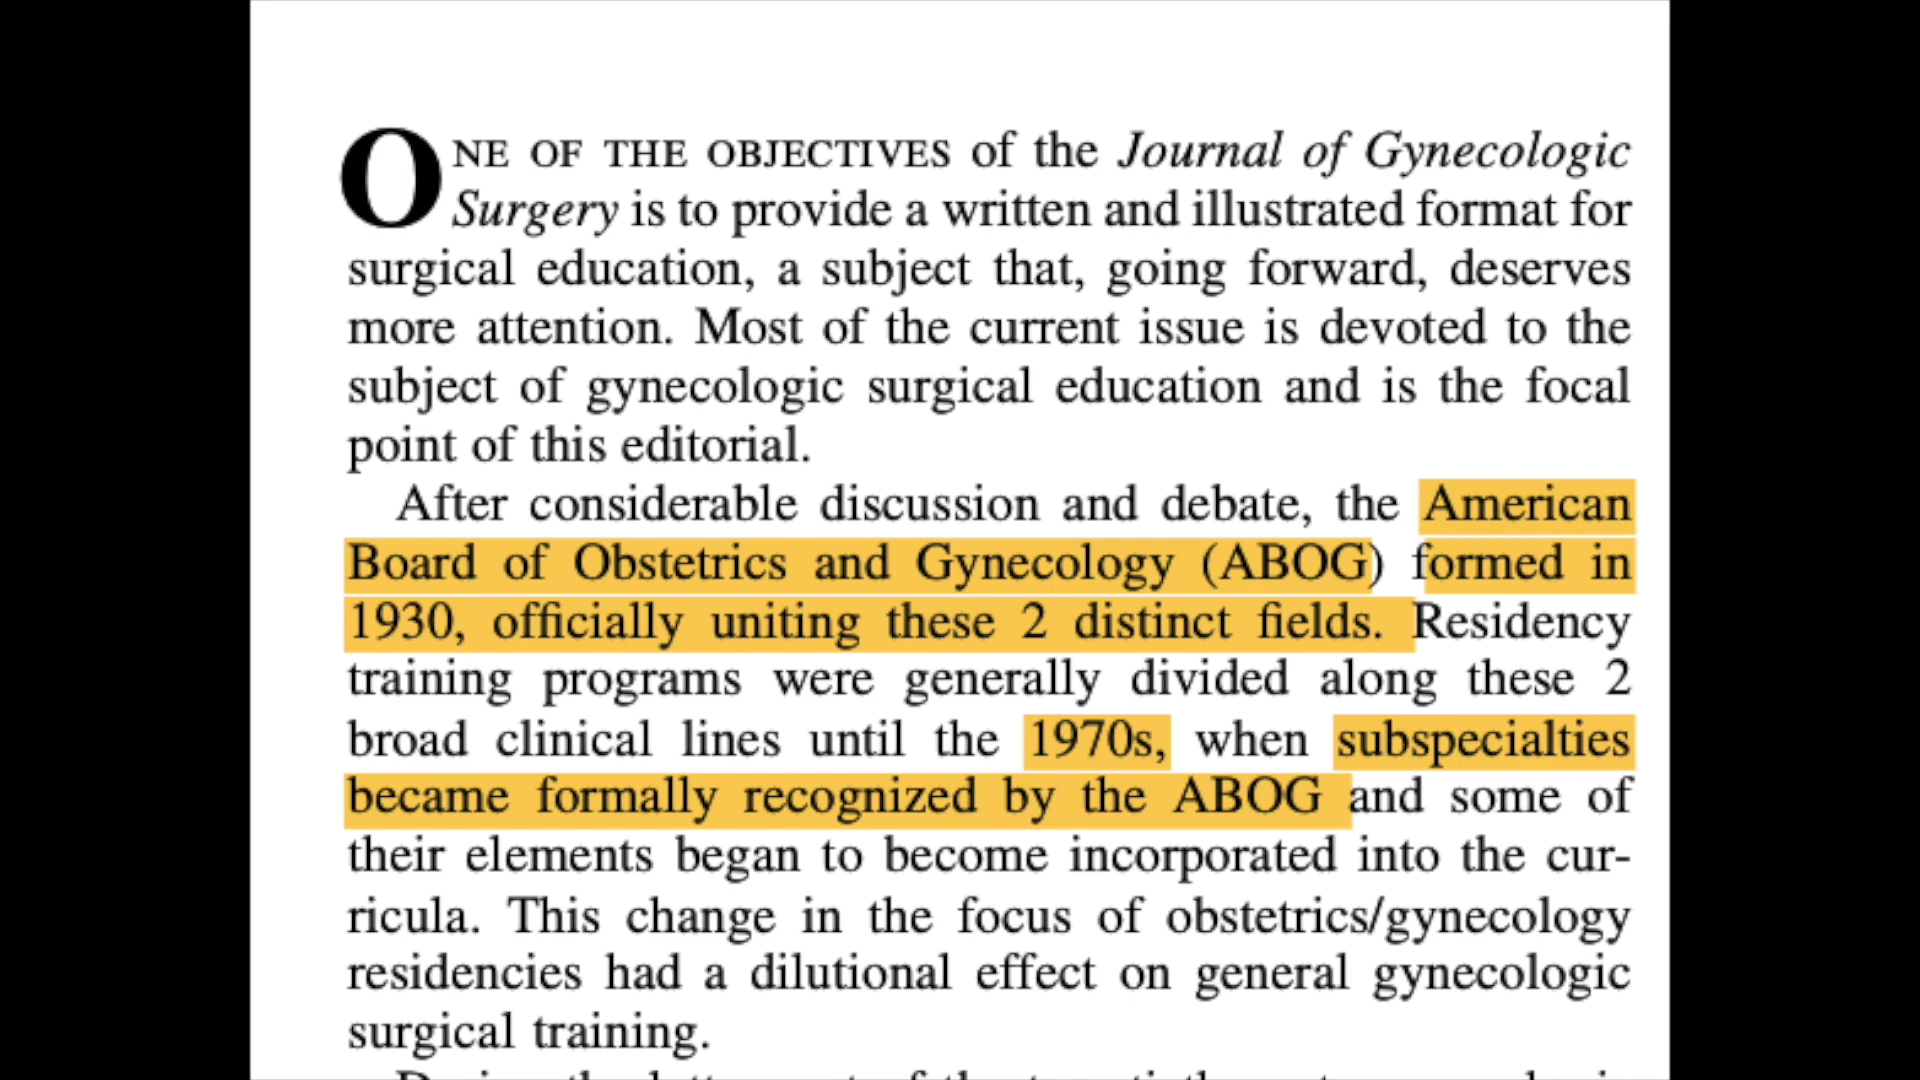 ONE OF THE OBJECTIVES of the Journal of Gynecologic
Surgery is to provide a written and illustrated format for
surgical education, a subject that, going forward, deserves
more attention. Most of the current issue is devoted to the
subject of gynecologic surgical education and is the focal
point of this editorial.
After considerable discussion and debate, the American
Board of Obstetrics and Gynecology (ABOG) formed in
1930, officially uniting these 2 distinct fields. Residency
training programs were generally divided along these 2
broad clinical lines until the 1970s, when subspecialties
became formally recognized by the ABOG and some of
their elements began to become incorporated into the cur-
ricula. This change in the focus of obstetrics/gynecology
residencies had a dilutional effect on general gynecologic
surgical training.